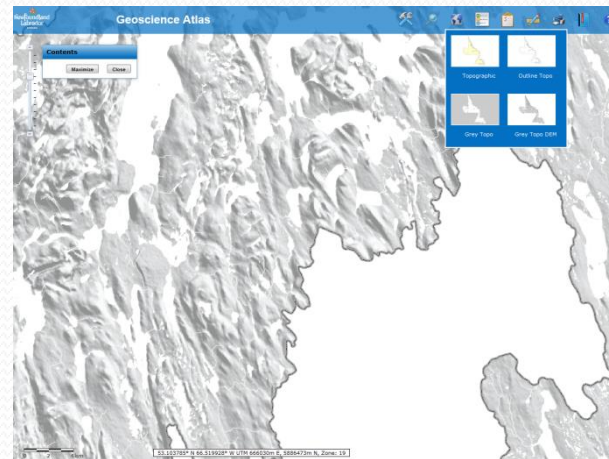 Newfoundland
Labrador
Geoscience Atlas
Contents
Maximize Close
Topographic Outline Topo
Grey Topo Grey Topo DEM
53.103785° N 66.519928° W UTM 666030m E, 5886473m N, Zone: 19